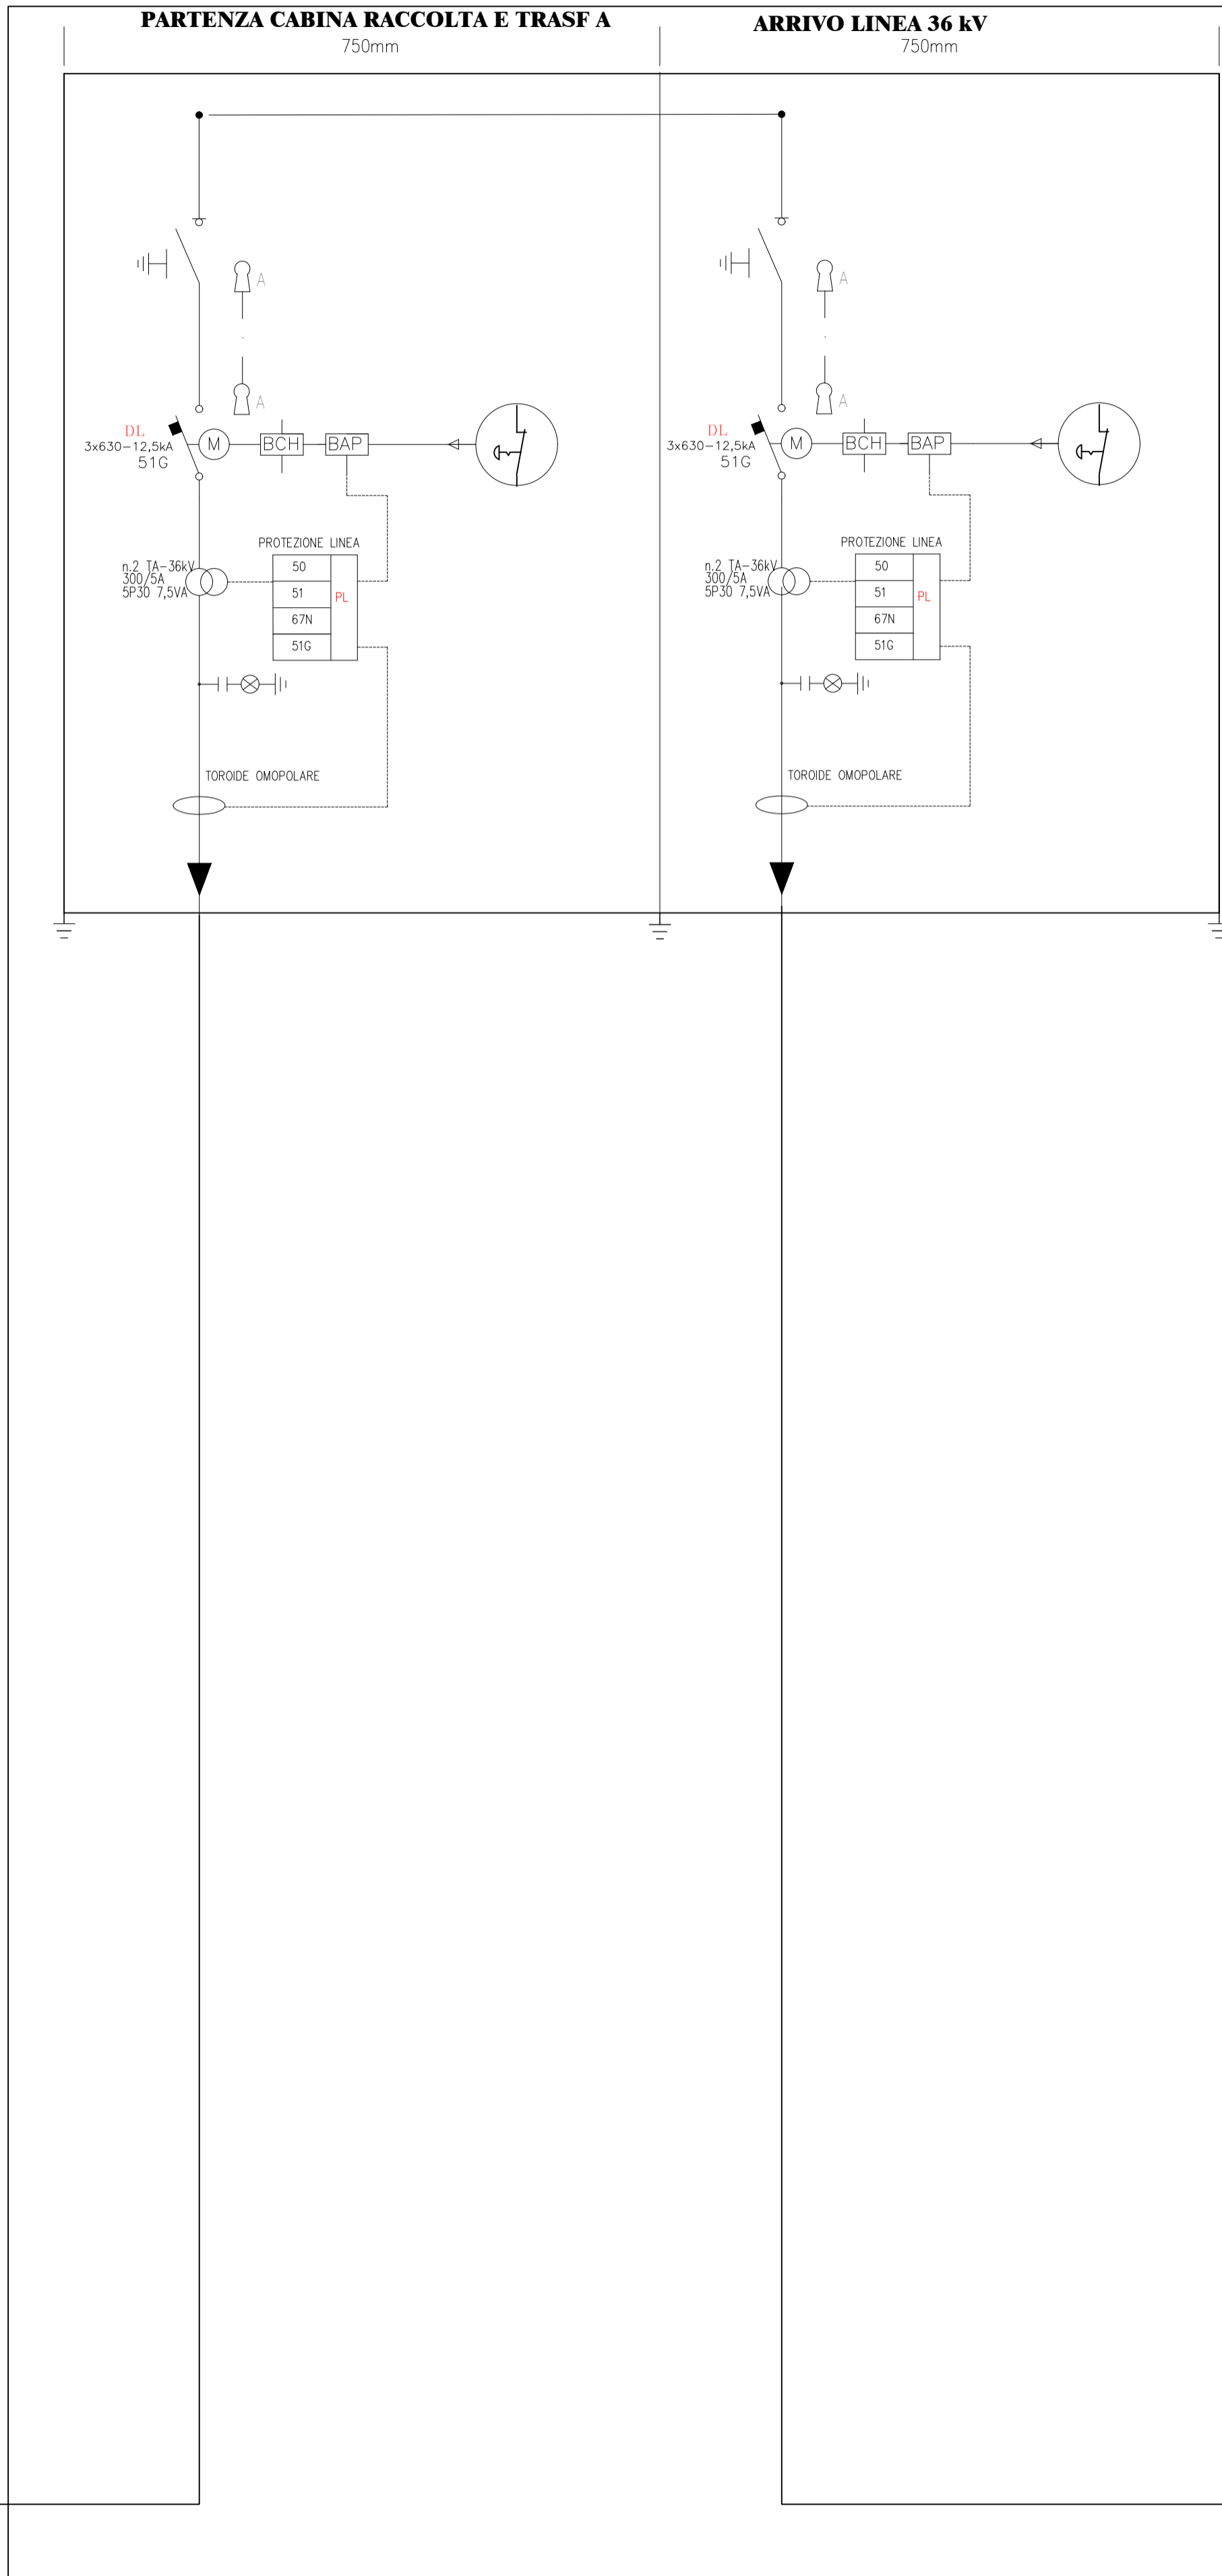 PARTENZA CABINA RACCOLTA E TRASF A
750mm
A
A
DL
3x630-12,5kA
51G
M
BCH
BAP
PROTEZIONE LINEA
n.2 TA-36kV
300/5A
5P30 7,5VA
50
51
67N
51G
PL
TOROIDE OMOPOLARE
ARRIVO LINEA 36 kV
750mm
A
A
DL
3x630-12,5kA
51G
M
BCH
BAP
PROTEZIONE LINEA
n.2 TA-36kV
300/5A
5P30 7,5VA
50
51
67N
51G
PL
TOROIDE OMOPOLARE